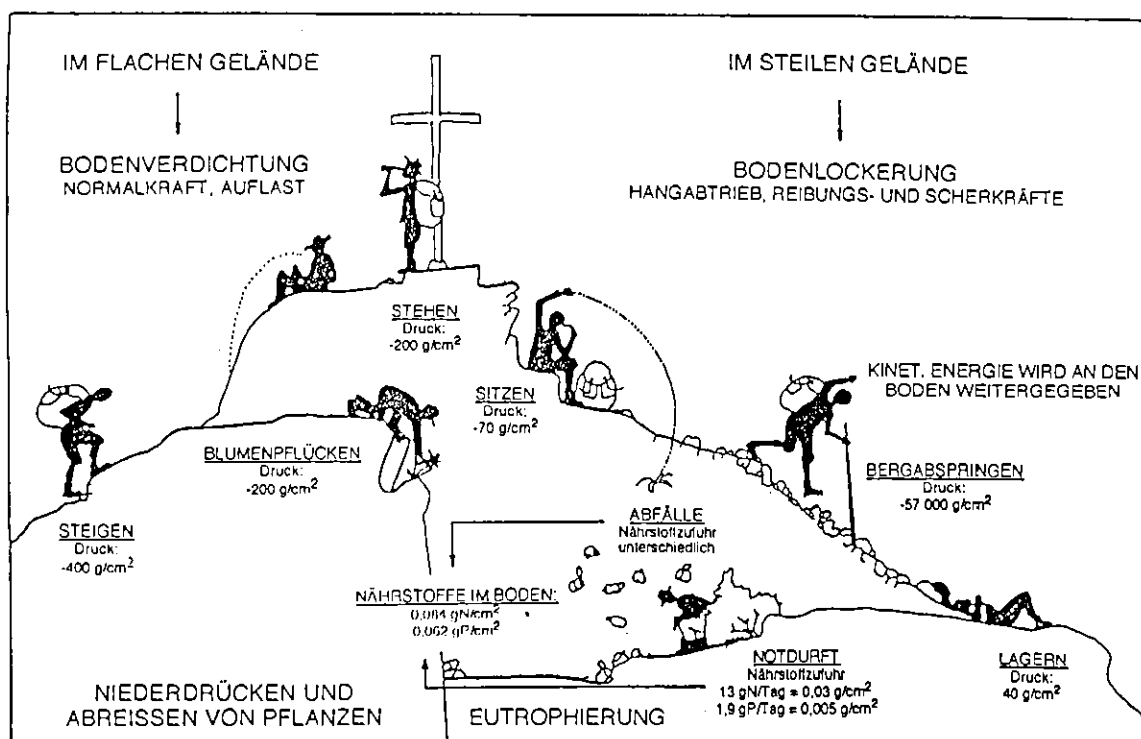 IM FLACHEN GELÄNDE
BODENVERDICHTUNG
NORMALKRAFT, AUFLAST
IM STEILEN GELÄNDE
BODENLOCKERUNG
HANGABTRIEB, REIBUNGS- UND SCHERKRÄFTE
STEHEN
Druck:
-200 g/cm²
SITZEN
Druck:
-70 g/cm²
KINET. ENERGIE WIRD AN DEN
BODEN WEITERGEGEBEN
BERGABSPRINGEN
Druck:
-57 000 g/cm²
BLUMENPFLÜCKEN
Druck:
-200 g/cm²
STEIGEN
Druck:
-400 g/cm²
ABFÄLLE
Nährstoffzufuhr
unterschiedlich
NÄHRSTOFFE IM BODEN:
0,084 gN/cm²
0,062 gP/cm²
NOTDURFT
Nährstoffzufuhr
13 gN/Tag = 0,03 g/cm²
1,9 gP/Tag = 0,005 g/cm²
LAGERN
Druck:
40 g/cm²
NIEDERDRÜCKEN UND
ABREISSEN VON PFLANZEN
EUTROPHIERUNG